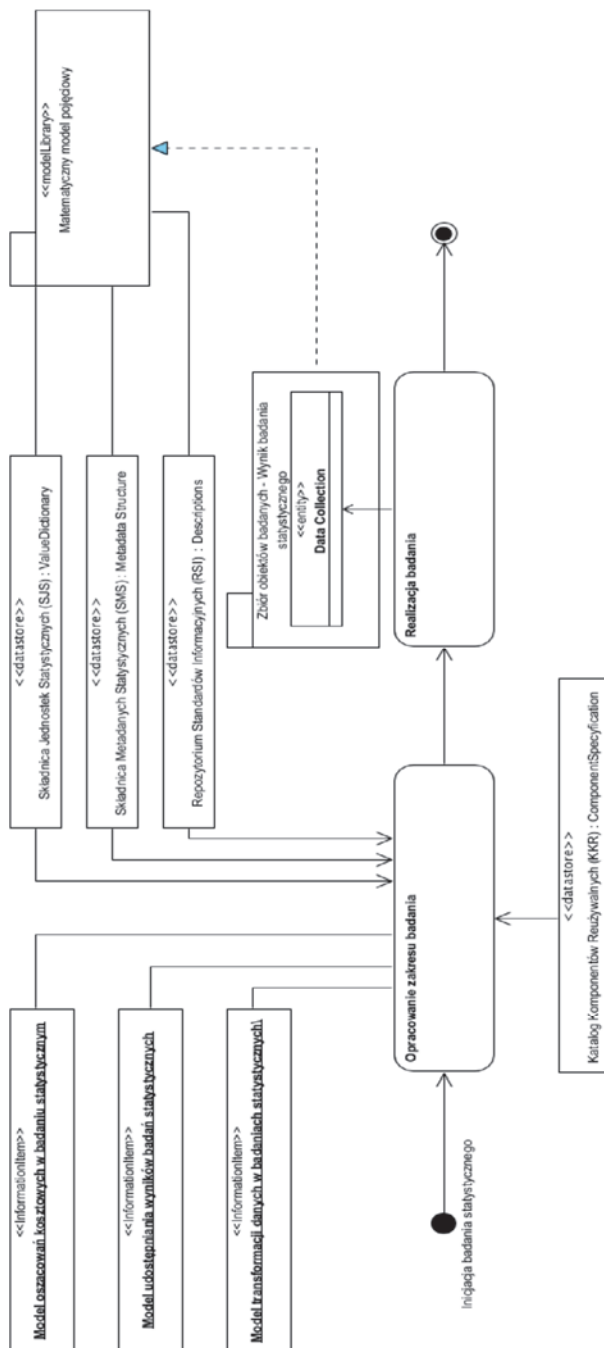 <<InformationItem>>
Model oszacowań kosztowych w badaniu statystycznym
<<InformationItem>>
Model udostępniania wyników badań statystycznych
<<InformationItem>>
Model transformacji danych w badaniach statystycznych\
<<datastore>>
Składnica Jednostek Statystycznych (SJS) : ValueDictionary
<<datastore>>
Składnica Metadanych Statystycznych (SMS) : Metadata Structure
<<datastore>>
Repozytorium Standardów Informacyjnych (RSI) : Descriptions
<<modelLibrary>>
Matematyczny model pojęciowy
Zbiór obiektów badanych - Wynik badania
statystycznego
<<entity>>
Data Collection
Inicjacja badania statystycznego
Opracowanie zakresu badania
Realizacja badania
<<datastore>>
Katalog Komponentów Reużywalnych (KKR) : ComponentSpecyfication